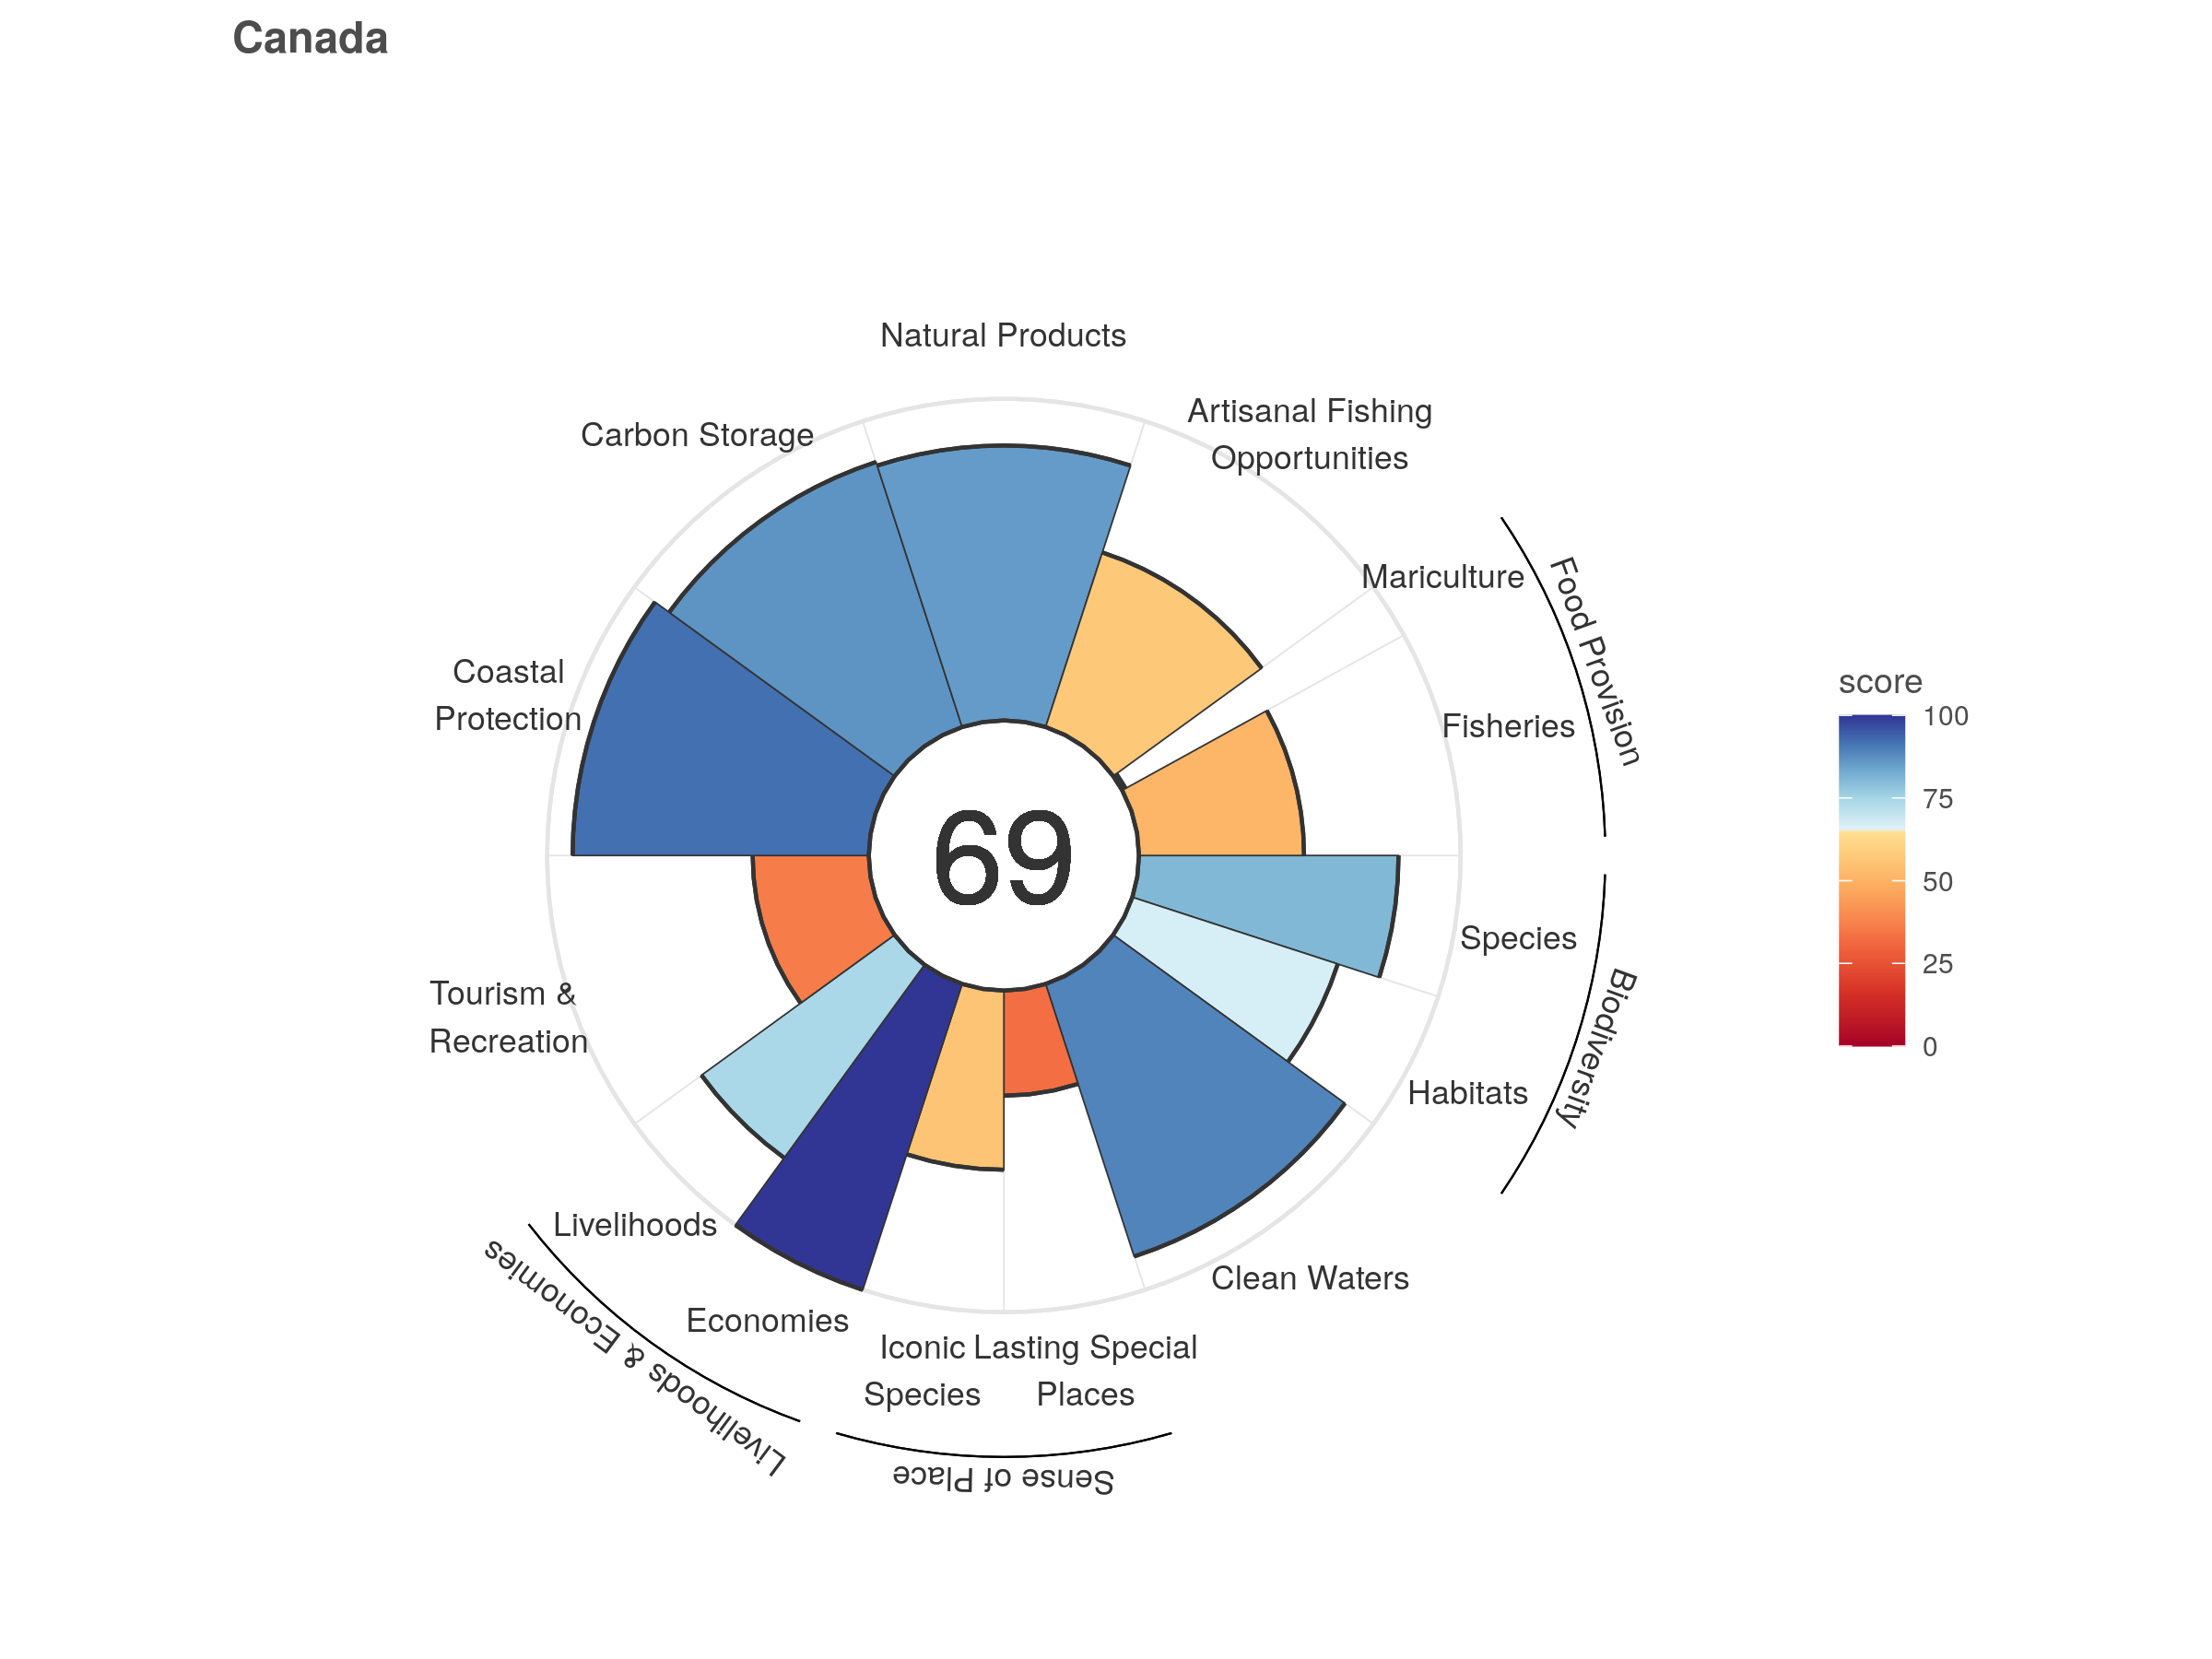 Canada
Natural Products
Artisanal Fishing
Opportunities
Carbon Storage
Mariculture
Food Provision
Coastal
Protection
Fisheries
score
100
75
50
25
0
69
Species
Biodiversity
Tourism &
Recreation
Habitats
Livelihoods
Clean Waters
Economies
Livelihoods & Economies
Iconic
Species
Lasting Special
Places
Sense of Place